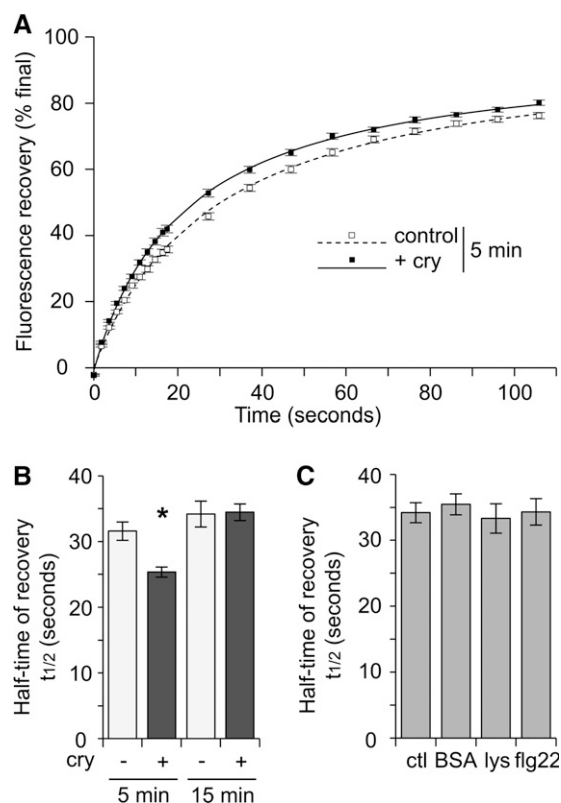 A
100
80
60
40
20
0
Fluorescence recovery (% final)
control
+ cry
5 min
0 20 40 60 80 100
Time (seconds)
B
40
30
20
10
0
Half-time of recovery
t1/2 (seconds)
*
cry - + - +
5 min 15 min
C
40
30
20
10
0
Half-time of recovery
t1/2 (seconds)
ctl BSA lys flg22